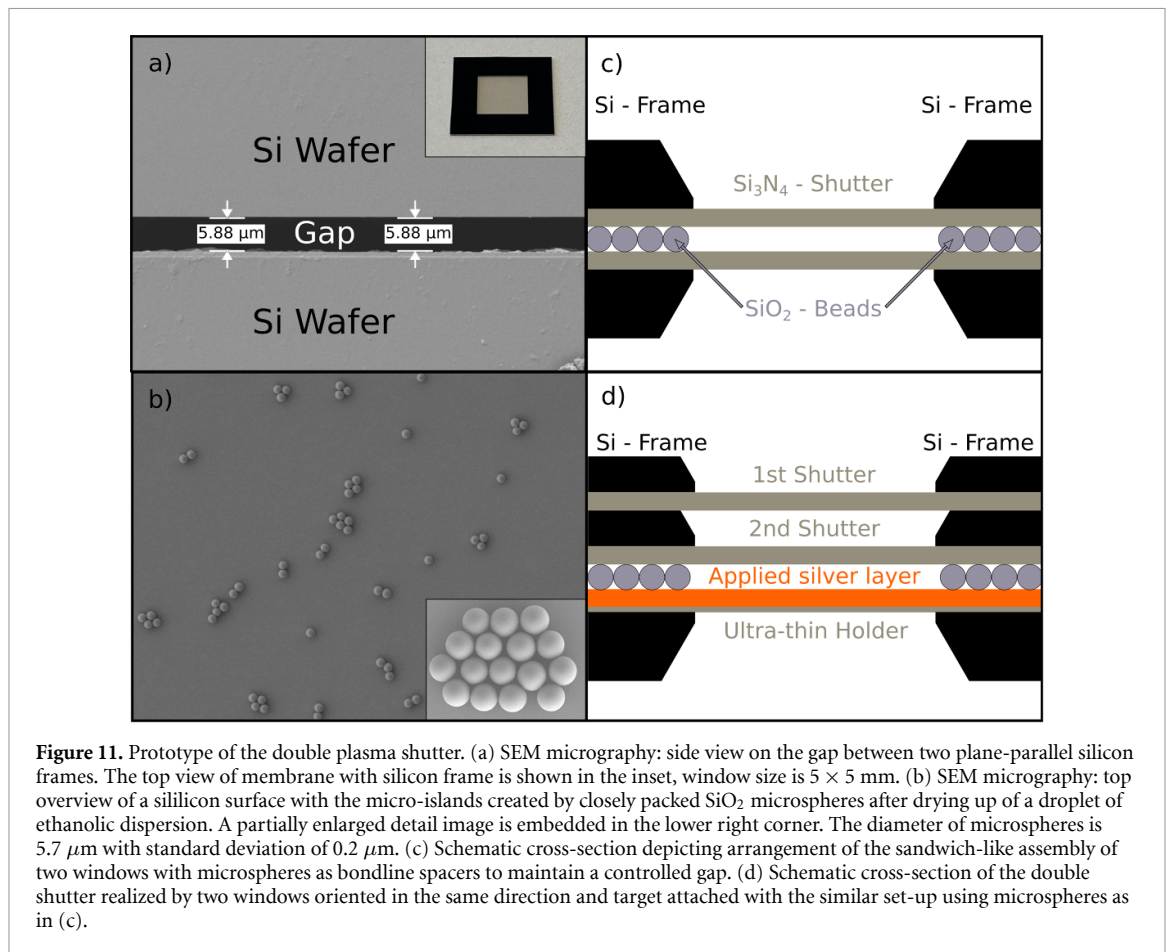 a)
Si Wafer
5.88 μm
Gap
5.88 μm
Si Wafer
b)
c)
Si - Frame
Si - Frame
Si₃N₄ - Shutter
SiO₂ - Beads
d)
Si - Frame
Si - Frame
1st Shutter
2nd Shutter
Applied silver layer
Ultra-thin Holder
Figure 11. Prototype of the double plasma shutter. (a) SEM micrography: side view on the gap between two plane-parallel silicon
frames. The top view of membrane with silicon frame is shown in the inset, window size is 5 × 5 mm. (b) SEM micrography: top
overview of a sililicon surface with the micro-islands created by closely packed SiO₂ microspheres after drying up of a droplet of
ethanolic dispersion. A partially enlarged detail image is embedded in the lower right corner. The diameter of microspheres is
5.7 μm with standard deviation of 0.2 μm. (c) Schematic cross-section depicting arrangement of the sandwich-like assembly of
two windows with microspheres as bondline spacers to maintain a controlled gap. (d) Schematic cross-section of the double
shutter realized by two windows oriented in the same direction and target attached with the similar set-up using microspheres as
in (c).